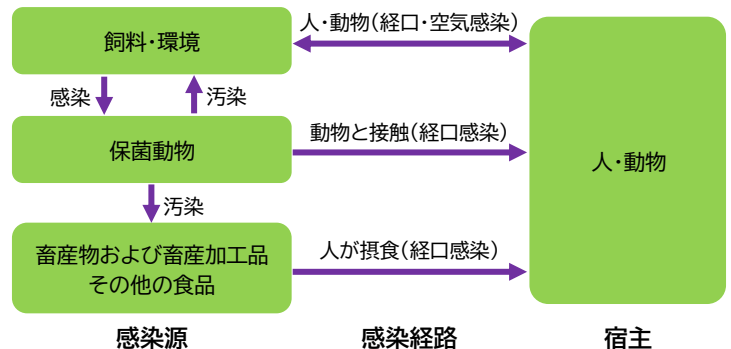 飼料・環境
人・動物(経口・空気感染)
感染
汚染
保菌動物
動物と接触(経口感染)
人・動物
汚染
畜産物および畜産加工品
その他の食品
人が摂食(経口感染)
感染源
感染経路
宿主